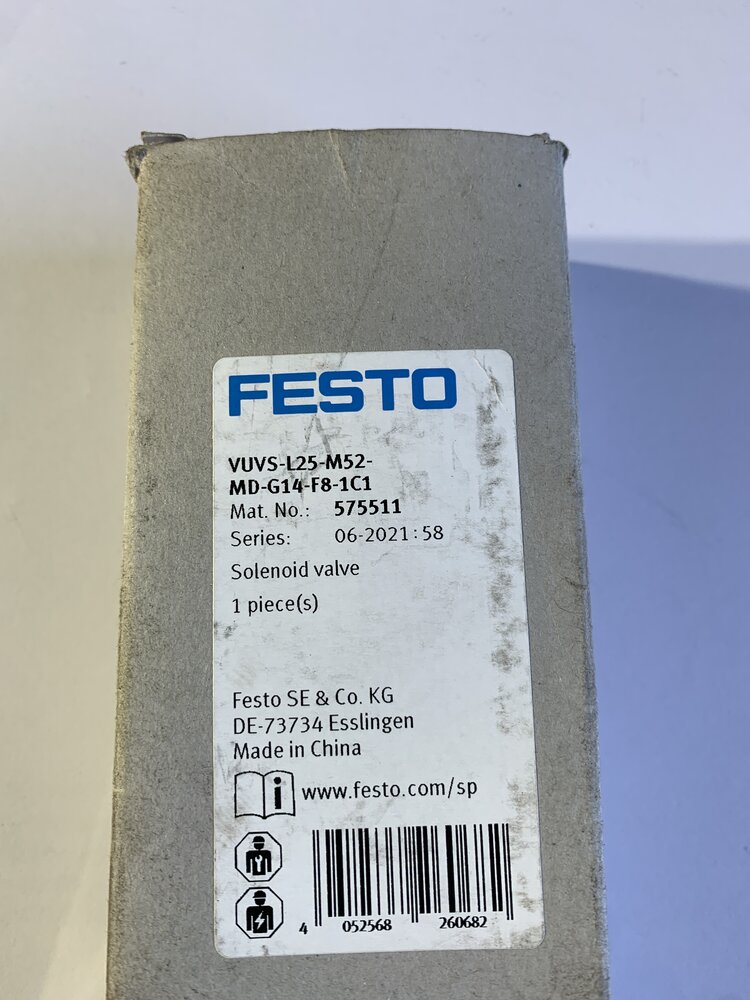 FESTO
VUVS-L25-M52-
MD-G14-F8-1C1
Mat. No.: 575511
Series: 06-2021:58
Solenoid valve
1 piece(s)
Festo SE & Co. KG
DE-73734 Esslingen
Made in China
i www.festo.com/sp
4 052568 260682